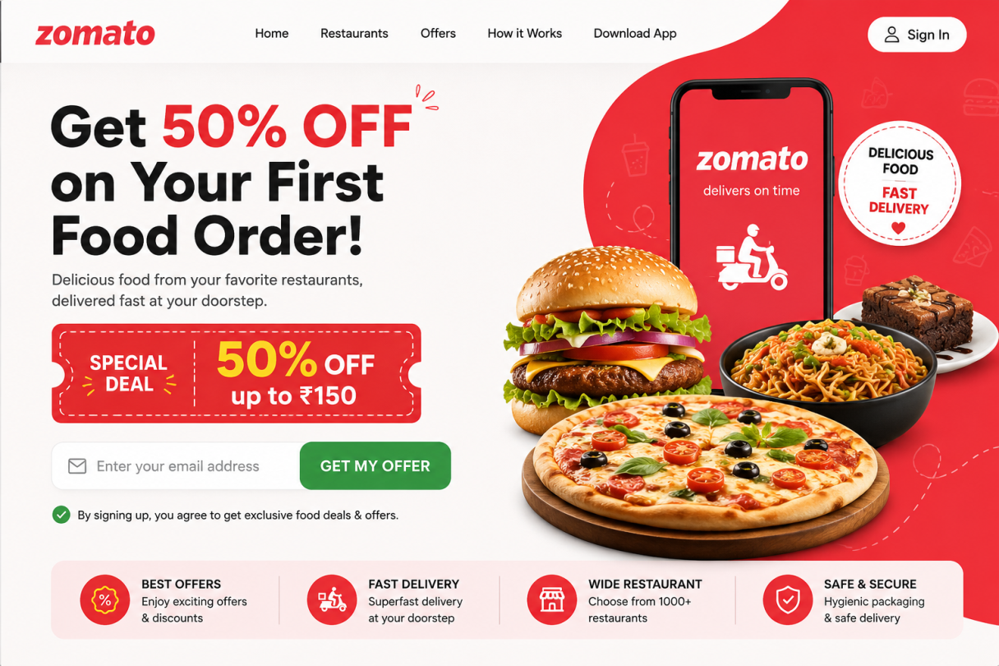 zomato
Home
Restaurants
Offers
How it Works
Download App
Sign In
Get 50% OFF
on Your First
Food Order!
Delicious food from your favorite restaurants,
delivered fast at your doorstep.
SPECIAL
DEAL
50% OFF
up to ₹150
Enter your email address
GET MY OFFER
By signing up, you agree to get exclusive food deals & offers.
zomato
delivers on time
DELICIOUS
FOOD
FAST
DELIVERY
%
BEST OFFERS
Enjoy exciting offers
& discounts
FAST DELIVERY
Superfast delivery
at your doorstep
WIDE RESTAURANT
Choose from 1000+
restaurants
SAFE & SECURE
Hygienic packaging
& safe delivery